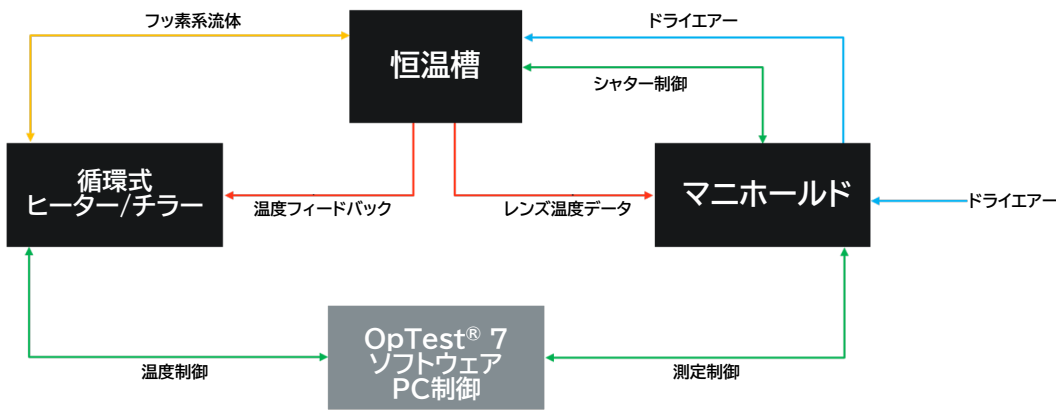 フッ素系流体
ドライエアー
恒温槽
シャター制御
循環式
ヒーター/チラー
マニホールド
温度フィードバック
レンズ温度データ
ドライエアー
OpTest® 7
ソフトウェア
PC制御
温度制御
測定制御